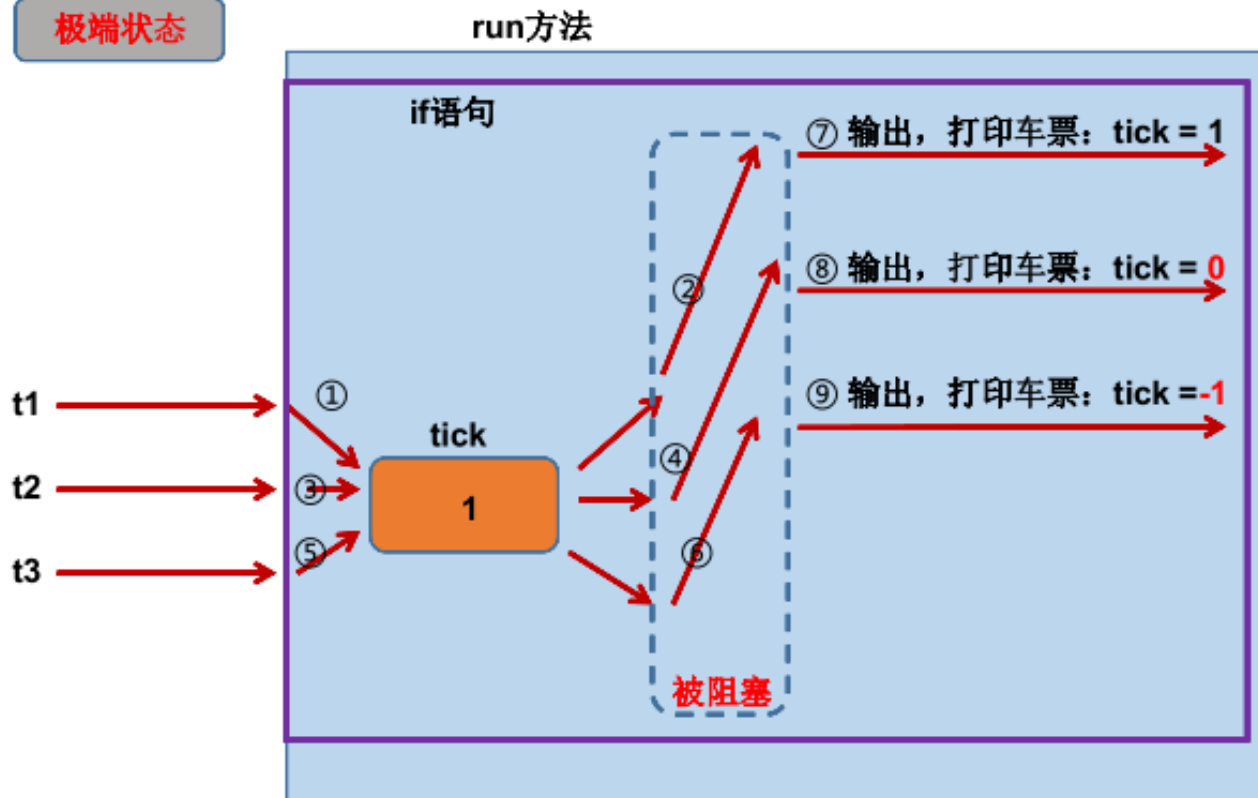 极端状态
run方法
if语句
⑦ 输出，打印车票：tick = 1
②
⑧ 输出，打印车票：tick = 0
t1
①
⑨ 输出，打印车票：tick =-1
tick
④
t2
③
1
t3
⑤
⑥
被阻塞